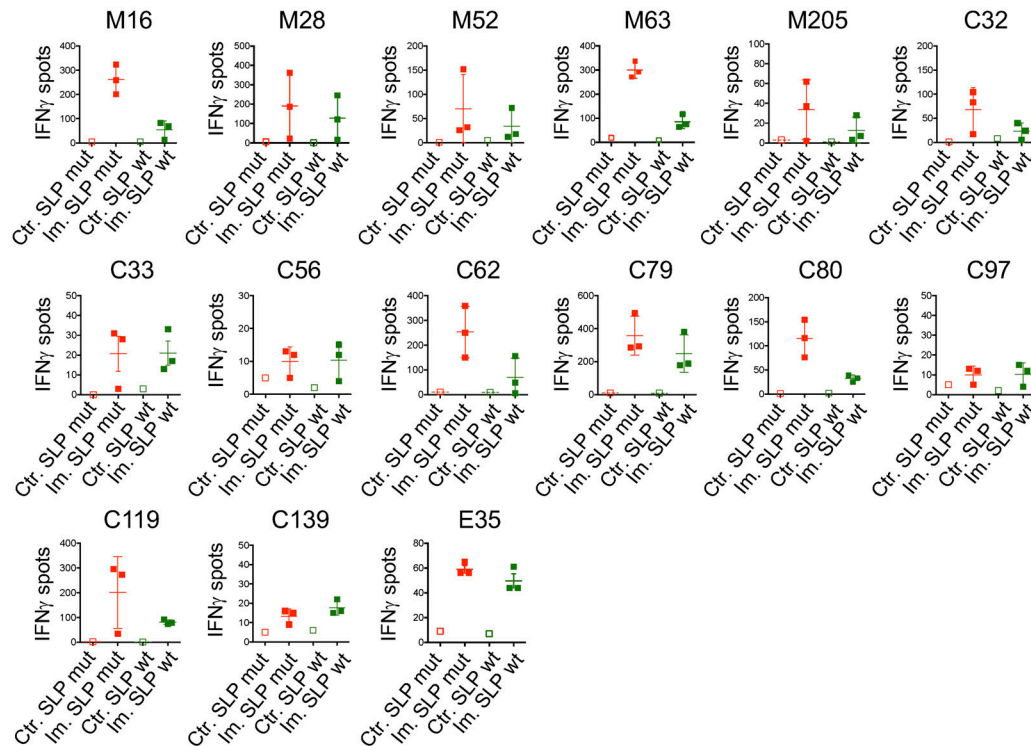 M16 M28 M52 M63 M205 C32
IFNγ spots IFNγ spots IFNγ spots IFNγ spots IFNγ spots IFNγ spots
400 500 200 400 100 200
300 400 150 300 80 150
200 300 100 200 60 100
100 200 50 100 40 50
0 100 0 0 20 0
0 0
Ctr. SLP mut Ctr. SLP mut Ctr. SLP mut Ctr. SLP mut Ctr. SLP mut Ctr. SLP mut
Im. SLP mut Im. SLP mut Im. SLP mut Im. SLP mut Im. SLP mut Im. SLP mut
Ctr. SLP wt Ctr. SLP wt Ctr. SLP wt Ctr. SLP wt Ctr. SLP wt Ctr. SLP wt
Im. SLP wt Im. SLP wt Im. SLP wt Im. SLP wt Im. SLP wt Im. SLP wt
C33 C56 C62 C79 C80 C97
IFNγ spots IFNγ spots IFNγ spots IFNγ spots IFNγ spots IFNγ spots
50 30 400 600 200 50
40 20 300 400 150 40
30 10 200 200 100 30
20 0 100 0 50 20
10 0 0 10
0 0
Ctr. SLP mut Ctr. SLP mut Ctr. SLP mut Ctr. SLP mut Ctr. SLP mut Ctr. SLP mut
Im. SLP mut Im. SLP mut Im. SLP mut Im. SLP mut Im. SLP mut Im. SLP mut
Ctr. SLP wt Ctr. SLP wt Ctr. SLP wt Ctr. SLP wt Ctr. SLP wt Ctr. SLP wt
Im. SLP wt Im. SLP wt Im. SLP wt Im. SLP wt Im. SLP wt Im. SLP wt
C119 C139 E35
IFNγ spots IFNγ spots IFNγ spots
400 50 80
300 40 60
200 30 40
100 20 20
0 10 0
0
Ctr. SLP mut Ctr. SLP mut Ctr. SLP mut
Im. SLP mut Im. SLP mut Im. SLP mut
Ctr. SLP wt Ctr. SLP wt Ctr. SLP wt
Im. SLP wt Im. SLP wt Im. SLP wt